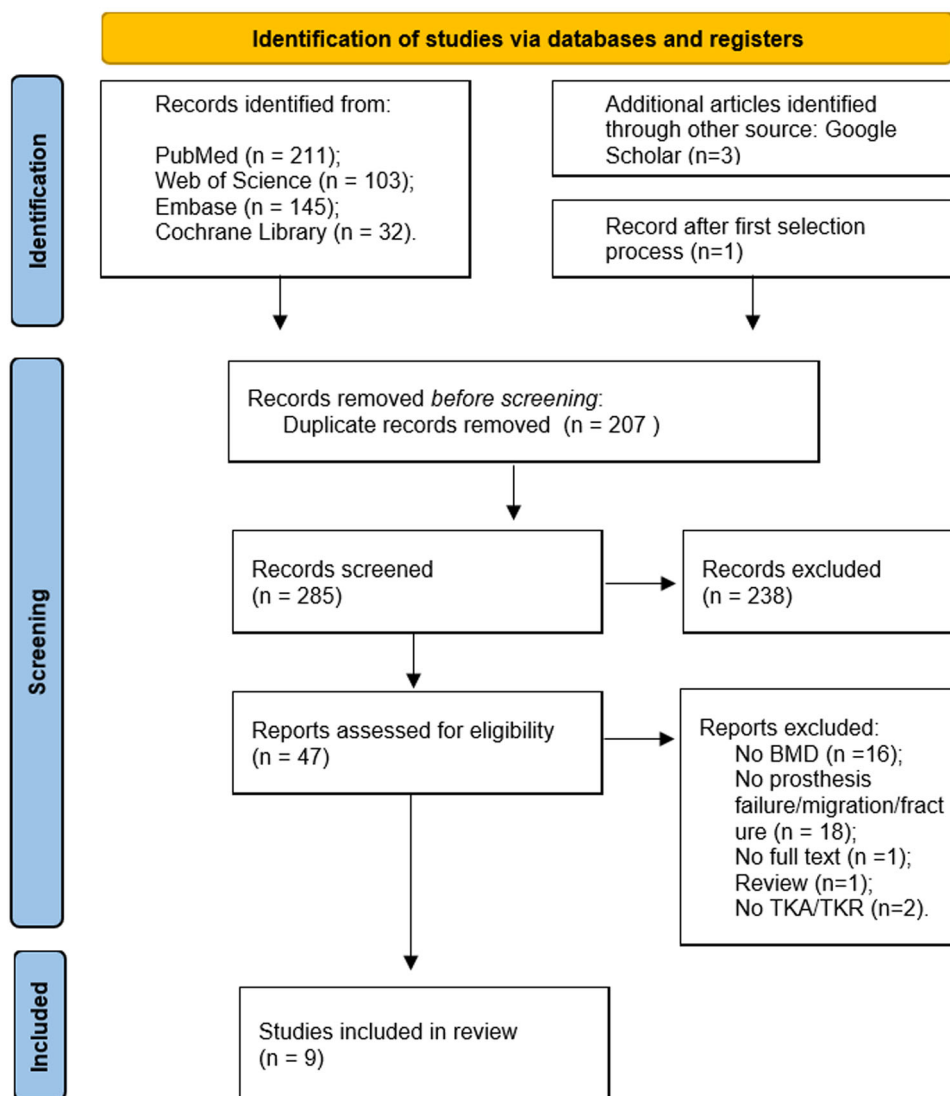 Identification of studies via databases and registers
Identification
Records identified from:
PubMed (n = 211);
Web of Science (n = 103);
Embase (n = 145);
Cochrane Library (n = 32).
Additional articles identified
through other source: Google
Scholar (n=3)
Record after first selection
process (n=1)
Screening
Records removed before screening:
Duplicate records removed (n = 207 )
Records screened
(n = 285)
Records excluded
(n = 238)
Reports assessed for eligibility
(n = 47)
Reports excluded:
No BMD (n =16);
No prosthesis
failure/migration/fract
ure (n = 18);
No full text (n =1);
Review (n=1);
No TKA/TKR (n=2).
Included
Studies included in review
(n = 9)